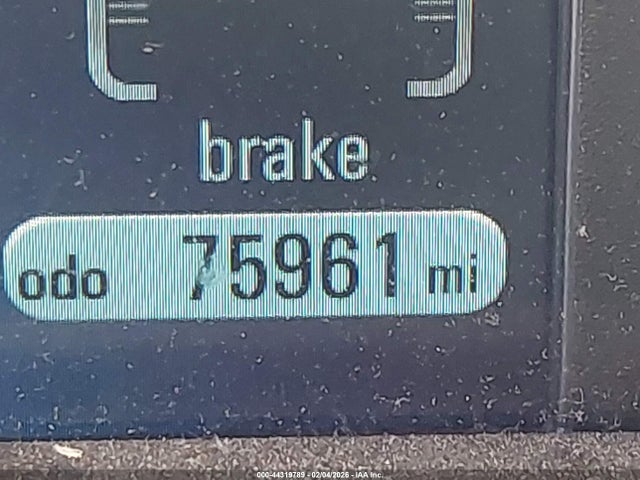 brake
odo 75961 mi
000-44319789 - 02/04/2026 - IAA Inc.